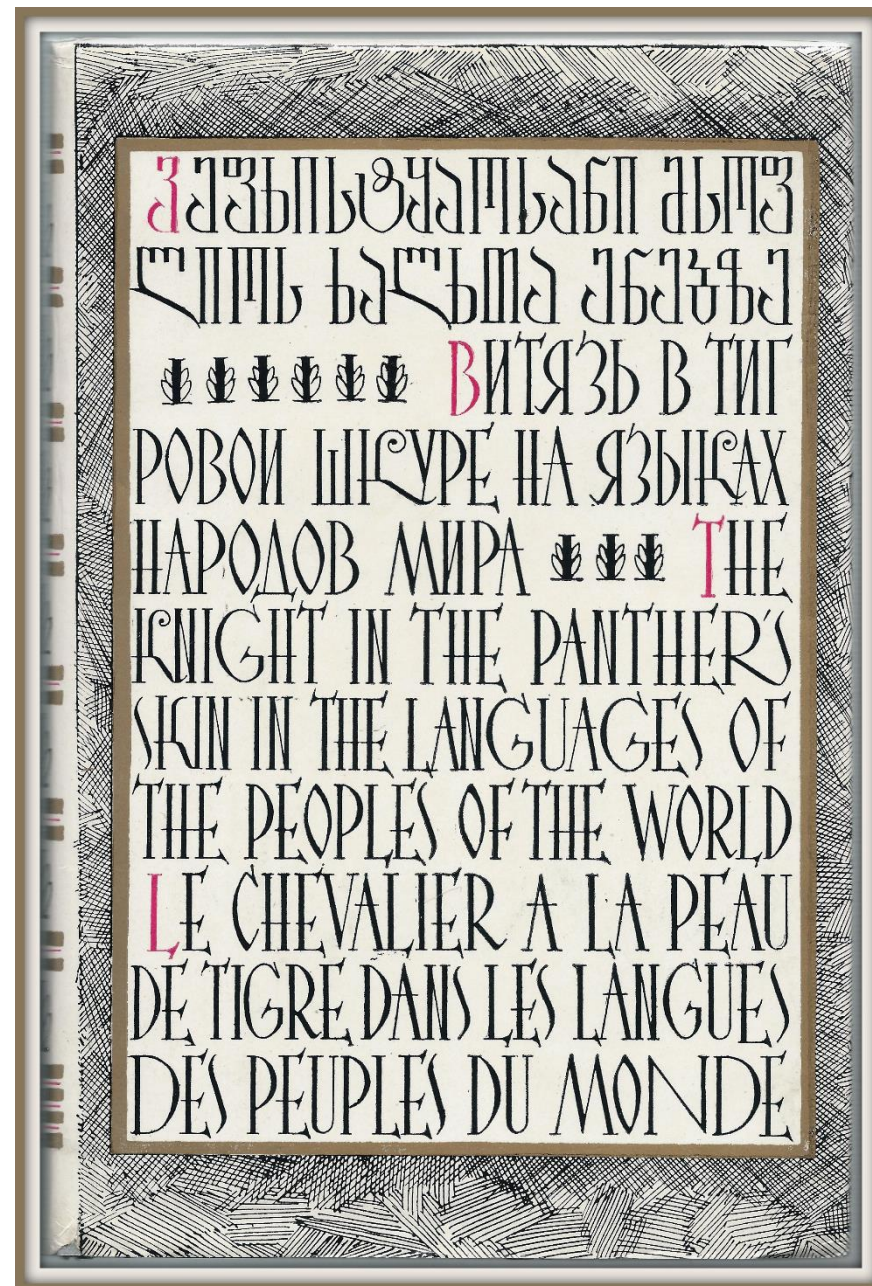 ვეფხისტყაოსანი მსოფ
ლიოს ხალხთა ენებზე
ВИТЯЗЬ В ТИГ
РОВОЙ ШКУРЕ НА ЯЗЫКАХ
НАРОДОВ МИРА THE
KNIGHT IN THE PANTHER'S
SKIN IN THE LANGUAGES OF
THE PEOPLES OF THE WORLD
LE CHEVALIER A LA PEAU
DE TIGRE DANS LES LANGUES
DES PEUPLES DU MONDE